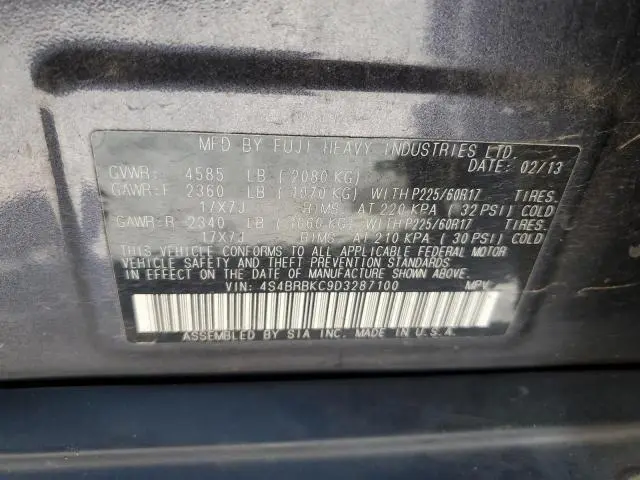 MFD BY FUJI HEAVY INDUSTRIES LTD.
DATE: 02/13
GVWR: 4585 LB (2080 KG)
GAWR:F 2360 LB (1070 KG) WITH P225/60R17 TIRES.
17X7J RIMS, AT 220 KPA (32 PSI) COLD
GAWR:R 2340 LB (1060 KG) WITH P225/60R17 TIRES.
17X7J RIMS, AT 210 KPA (30 PSI) COLD
THIS VEHICLE CONFORMS TO ALL APPLICABLE FEDERAL MOTOR
VEHICLE SAFETY AND THEFT PREVENTION STANDARDS
IN EFFECT ON THE DATE OF MANUFACTURE SHOWN ABOVE.
VIN: 4S4BRBKC9D3287100 MPV
ASSEMBLED BY SIA INC. MADE IN U.S.A.